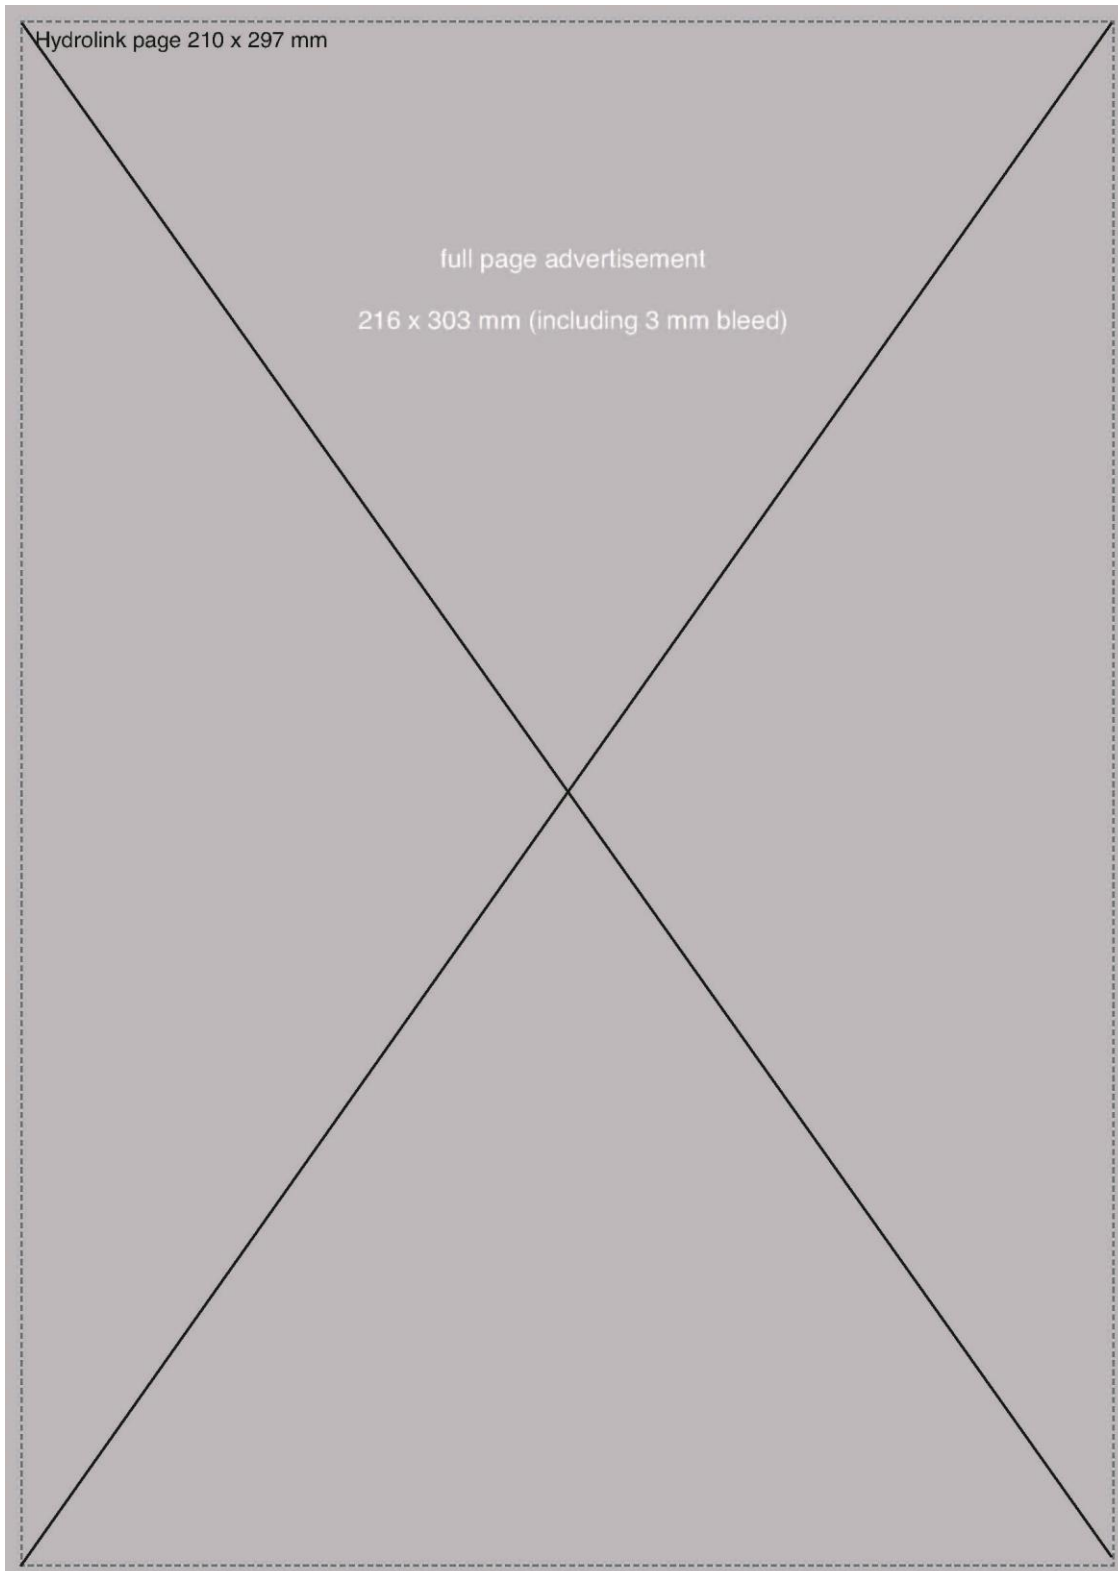 Hydrolink page 210 x 297 mm
full page advertisement
216 x 303 mm (including 3 mm bleed)